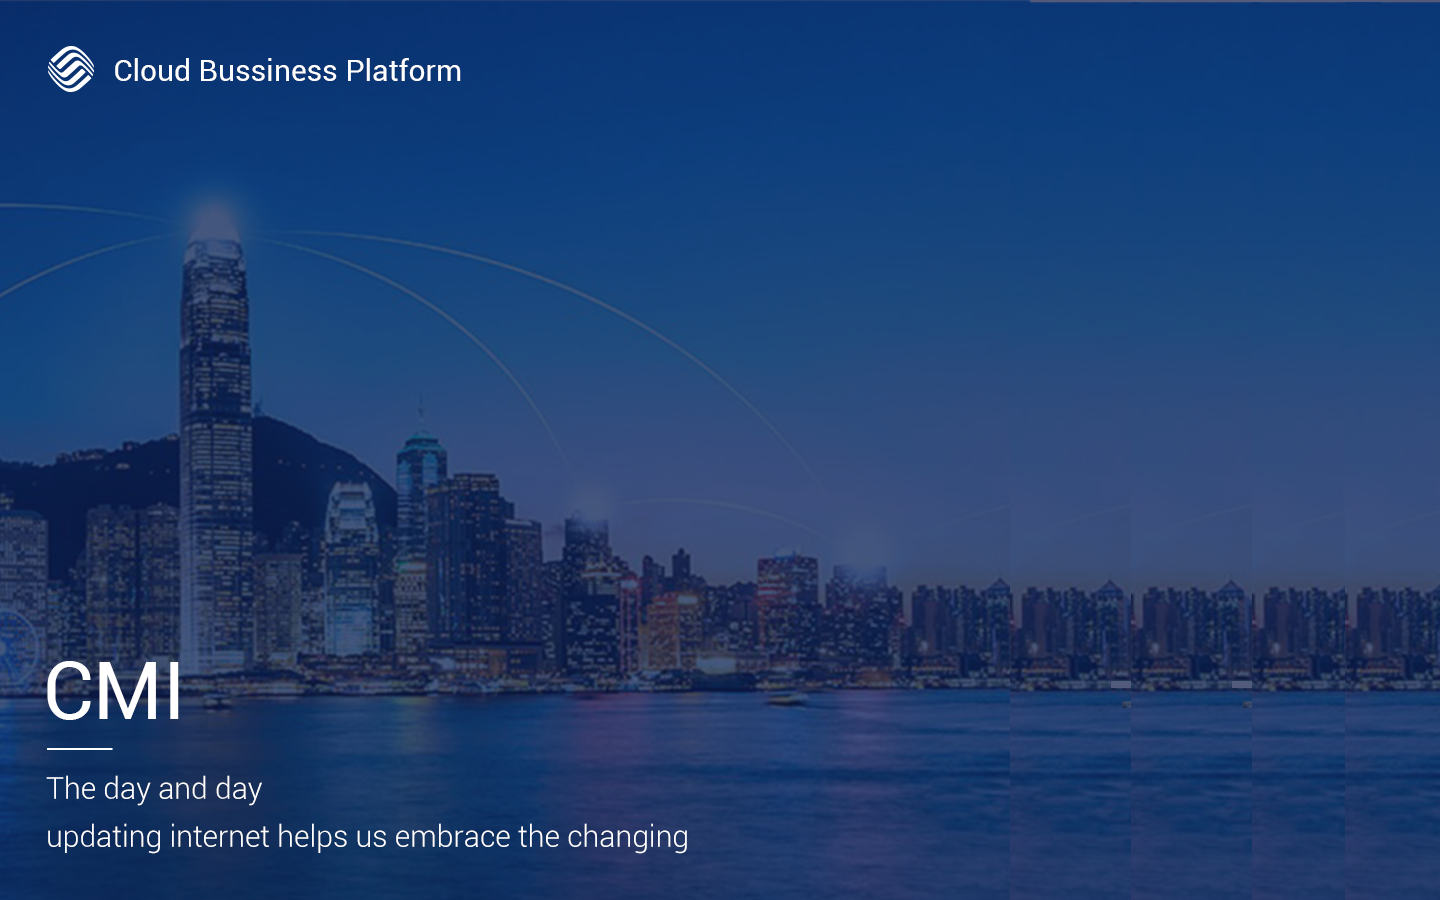 Cloud Bussiness Platform
CMI
The day and day
updating internet helps us embrace the changing